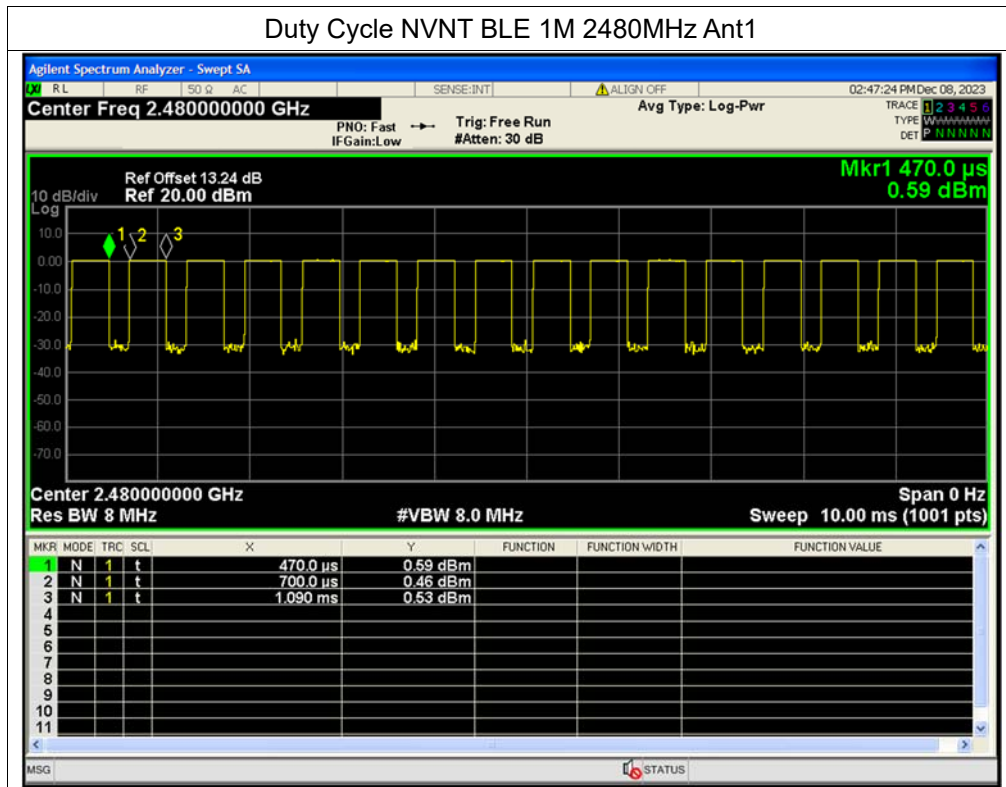 Duty Cycle NVNT BLE 1M 2480MHz Ant1
Agilent Spectrum Analyzer - Swept SA
LXI RL RF 50 Ω AC SENSE:INT ALIGN OFF 02:47:24 PM Dec 08, 2023
Center Freq 2.480000000 GHz Avg Type: Log-Pwr TRACE 1 2 3 4 5 6
PNO: Fast Trig: Free Run TYPE W
IFGain:Low #Atten: 30 dB DET P N N N N N
Mkr1 470.0 µs
Ref Offset 13.24 dB
10 dB/div Ref 20.00 dBm 0.59 dBm
Log
10.0
1 2 3
0.00
-10.0
-20.0
-30.0
-40.0
-50.0
-60.0
-70.0
Center 2.480000000 GHz Span 0 Hz
Res BW 8 MHz #VBW 8.0 MHz Sweep 10.00 ms (1001 pts)
MKR MODE TRC SCL X Y FUNCTION FUNCTION WIDTH FUNCTION VALUE
1 N 1 t 470.0 µs 0.59 dBm
2 N 1 t 700.0 µs 0.46 dBm
3 N 1 t 1.090 ms 0.53 dBm
4
5
6
7
8
9
10
11
MSG STATUS